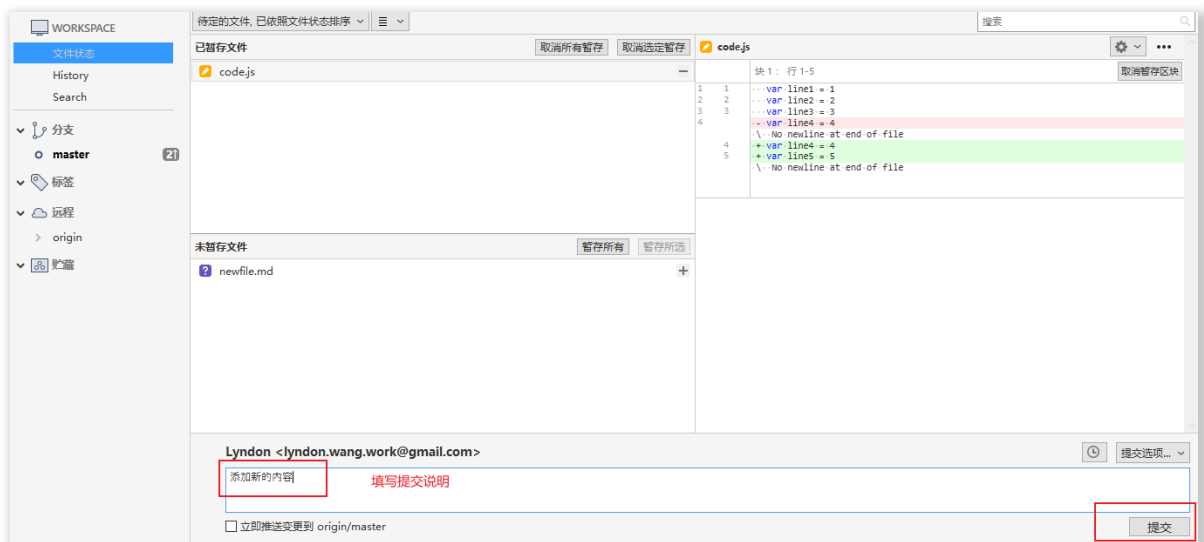 WORKSPACE
文件状态
History
Search
分支
master 2↑
标签
远程
origin
贮藏
待定的文件, 已依照文件状态排序
搜索
已暂存文件 取消所有暂存 取消选定暂存
code.js
未暂存文件 暂存所有 暂存所选
newfile.md
code.js
块 1： 行 1-5 取消暂存区块
1 1 var line1 = 1
2 2 var line2 = 2
3 3 var line3 = 3
4 - var line4 = 4
\ No newline at end of file
4 + var line4 = 4
5 + var line5 = 5
\ No newline at end of file
Lyndon <lyndon.wang.work@gmail.com> 提交选项...
添加新的内容 填写提交说明
立即推送变更到 origin/master 提交